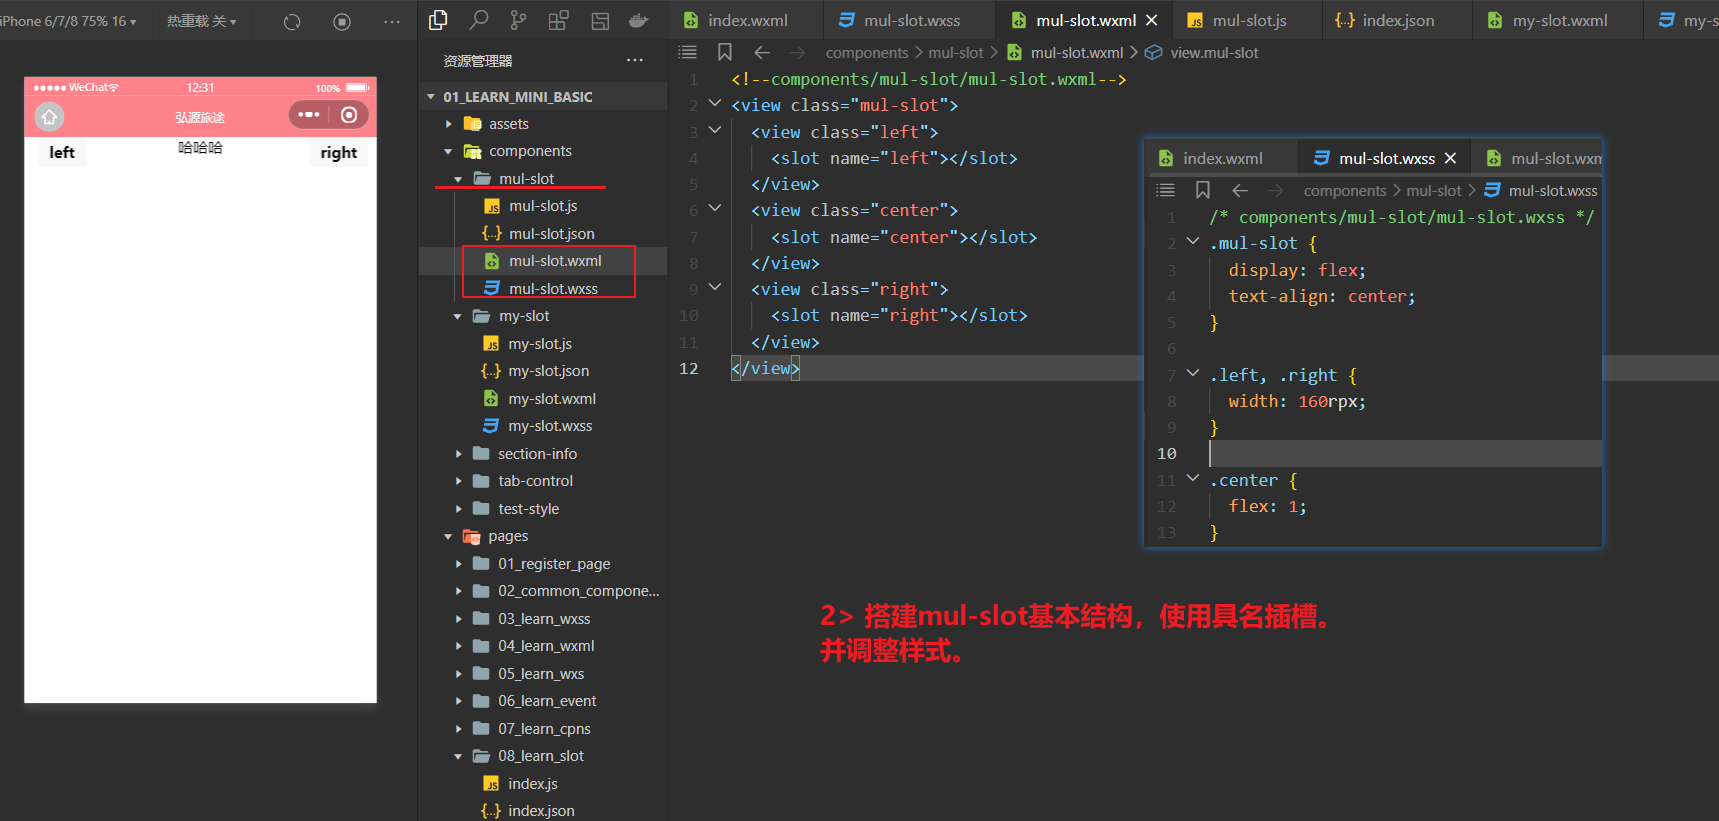 iPhone 6/7/8 75% 16
热重载 关
●●●●● WeChat
12:31
100%
弘源旅途
left
哈哈哈
right
资源管理器
01_LEARN_MINI_BASIC
assets
components
mul-slot
mul-slot.js
mul-slot.json
mul-slot.wxml
mul-slot.wxss
my-slot
my-slot.js
my-slot.json
my-slot.wxml
my-slot.wxss
section-info
tab-control
test-style
pages
01_register_page
02_common_compone...
03_learn_wxss
04_learn_wxml
05_learn_wxs
06_learn_event
07_learn_cpns
08_learn_slot
index.js
index.json
index.wxml
mul-slot.wxss
mul-slot.wxml
mul-slot.js
index.json
my-slot.wxml
my-s
components > mul-slot > mul-slot.wxml > view.mul-slot
1 <!--components/mul-slot/mul-slot.wxml-->
2 <view class="mul-slot">
3 <view class="left">
4 <slot name="left"></slot>
5 </view>
6 <view class="center">
7 <slot name="center"></slot>
8 </view>
9 <view class="right">
10 <slot name="right"></slot>
11 </view>
12 </view>
index.wxml
mul-slot.wxss
mul-slot.wxm
components > mul-slot > mul-slot.wxss
1 /* components/mul-slot/mul-slot.wxss */
2 .mul-slot {
3 display: flex;
4 text-align: center;
5 }
6
7 .left, .right {
8 width: 160rpx;
9 }
10
11 .center {
12 flex: 1;
13 }
2> 搭建mul-slot基本结构，使用具名插槽。
并调整样式。